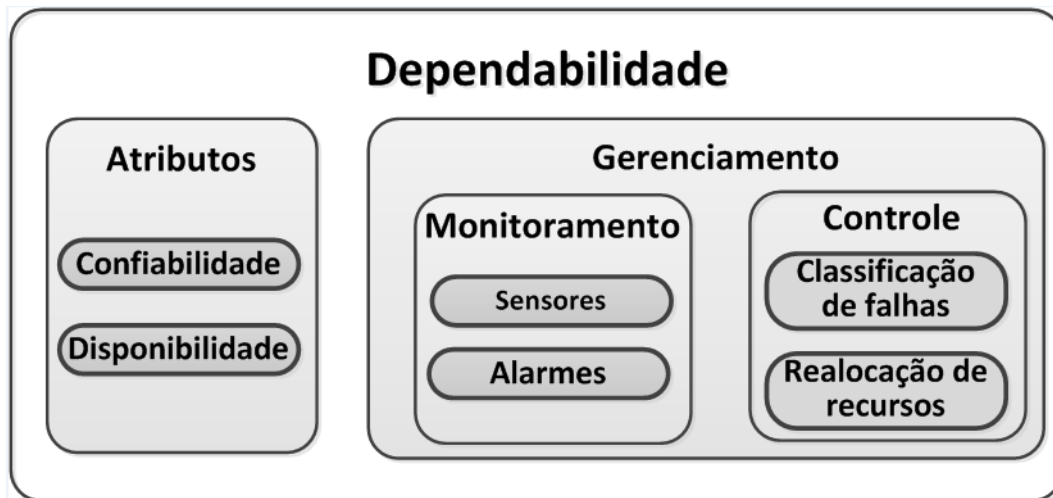 Dependabilidade
Atributos
Confiabilidade
Disponibilidade
Gerenciamento
Monitoramento
Sensores
Alarmes
Controle
Classificação
de falhas
Realocação de
recursos